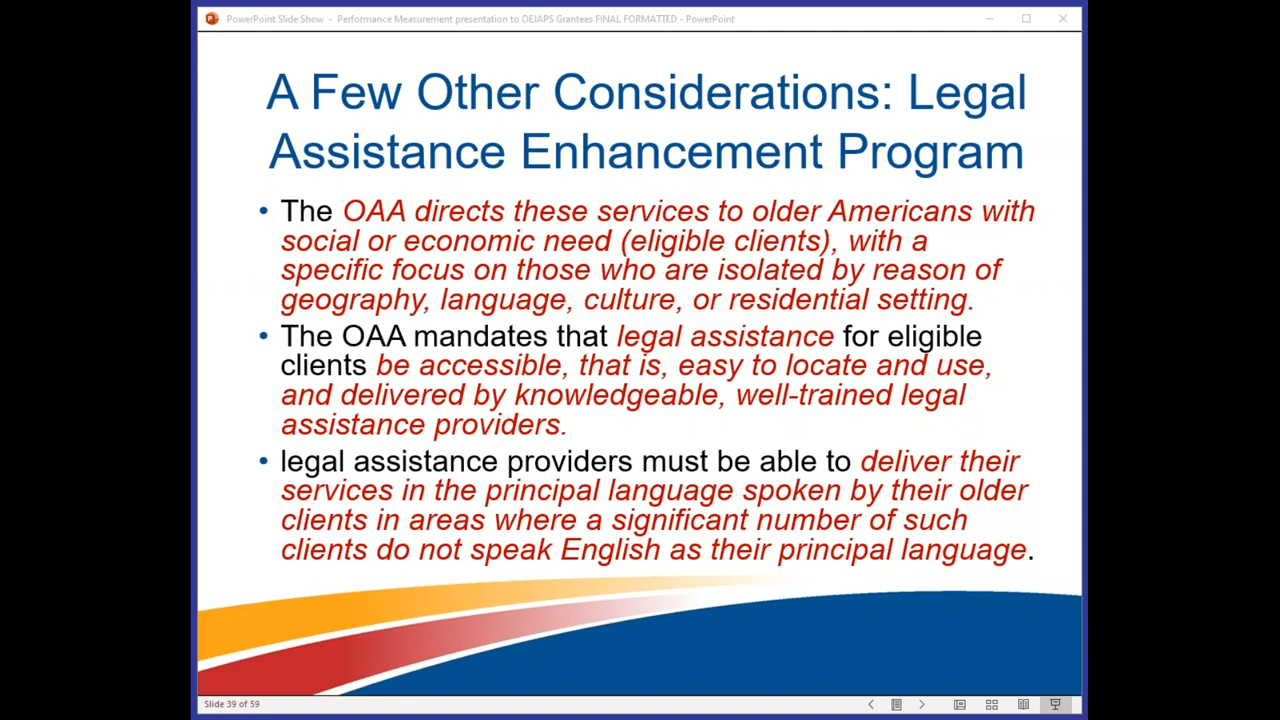 PowerPoint Slide Show - Performance Measurement presentation to OEJAPS Grantees FINAL FORMATTED - PowerPoint
A Few Other Considerations: Legal
Assistance Enhancement Program
• The OAA directs these services to older Americans with
social or economic need (eligible clients), with a
specific focus on those who are isolated by reason of
geography, language, culture, or residential setting.
• The OAA mandates that legal assistance for eligible
clients be accessible, that is, easy to locate and use,
and delivered by knowledgeable, well-trained legal
assistance providers.
• legal assistance providers must be able to deliver their
services in the principal language spoken by their older
clients in areas where a significant number of such
clients do not speak English as their principal language.
Slide 39 of 59